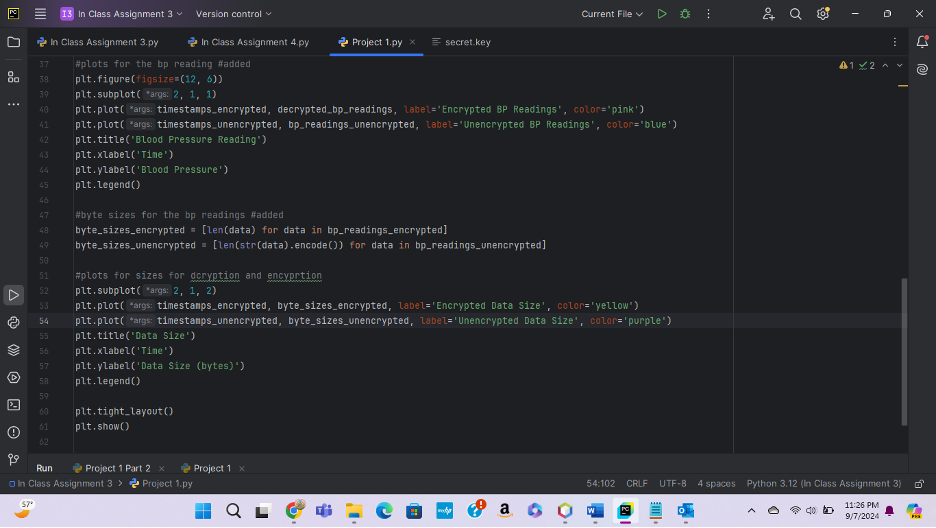 PC I3 In Class Assignment 3 Version control Current File
In Class Assignment 3.py In Class Assignment 4.py Project 1.py secret.key
1 2
37 #plots for the bp reading #added
38 plt.figure(figsize=(12, 6))
39 plt.subplot( *args: 2, 1, 1)
40 plt.plot( *args: timestamps_encrypted, decrypted_bp_readings, label='Encrypted BP Readings', color='pink')
41 plt.plot( *args: timestamps_unencrypted, bp_readings_unencrypted, label='Unencrypted BP Readings', color='blue')
42 plt.title('Blood Pressure Reading')
43 plt.xlabel('Time')
44 plt.ylabel('Blood Pressure')
45 plt.legend()
46
47 #byte sizes for the bp readings #added
48 byte_sizes_encrypted = [len(data) for data in bp_readings_encrypted]
49 byte_sizes_unencrypted = [len(str(data).encode()) for data in bp_readings_unencrypted]
50
51 #plots for sizes for dcryption and encyprtion
52 plt.subplot( *args: 2, 1, 2)
53 plt.plot( *args: timestamps_encrypted, byte_sizes_encrypted, label='Encrypted Data Size', color='yellow')
54 plt.plot( *args: timestamps_unencrypted, byte_sizes_unencrypted, label='Unencrypted Data Size', color='purple')
55 plt.title('Data Size')
56 plt.xlabel('Time')
57 plt.ylabel('Data Size (bytes)')
58 plt.legend()
59
60 plt.tight_layout()
61 plt.show()
62
Run Project 1 Part 2 Project 1
In Class Assignment 3 Project 1.py 54:102 CRLF UTF-8 4 spaces Python 3.12 (In Class Assignment 3)
57° 11:26 PM
9/7/2024